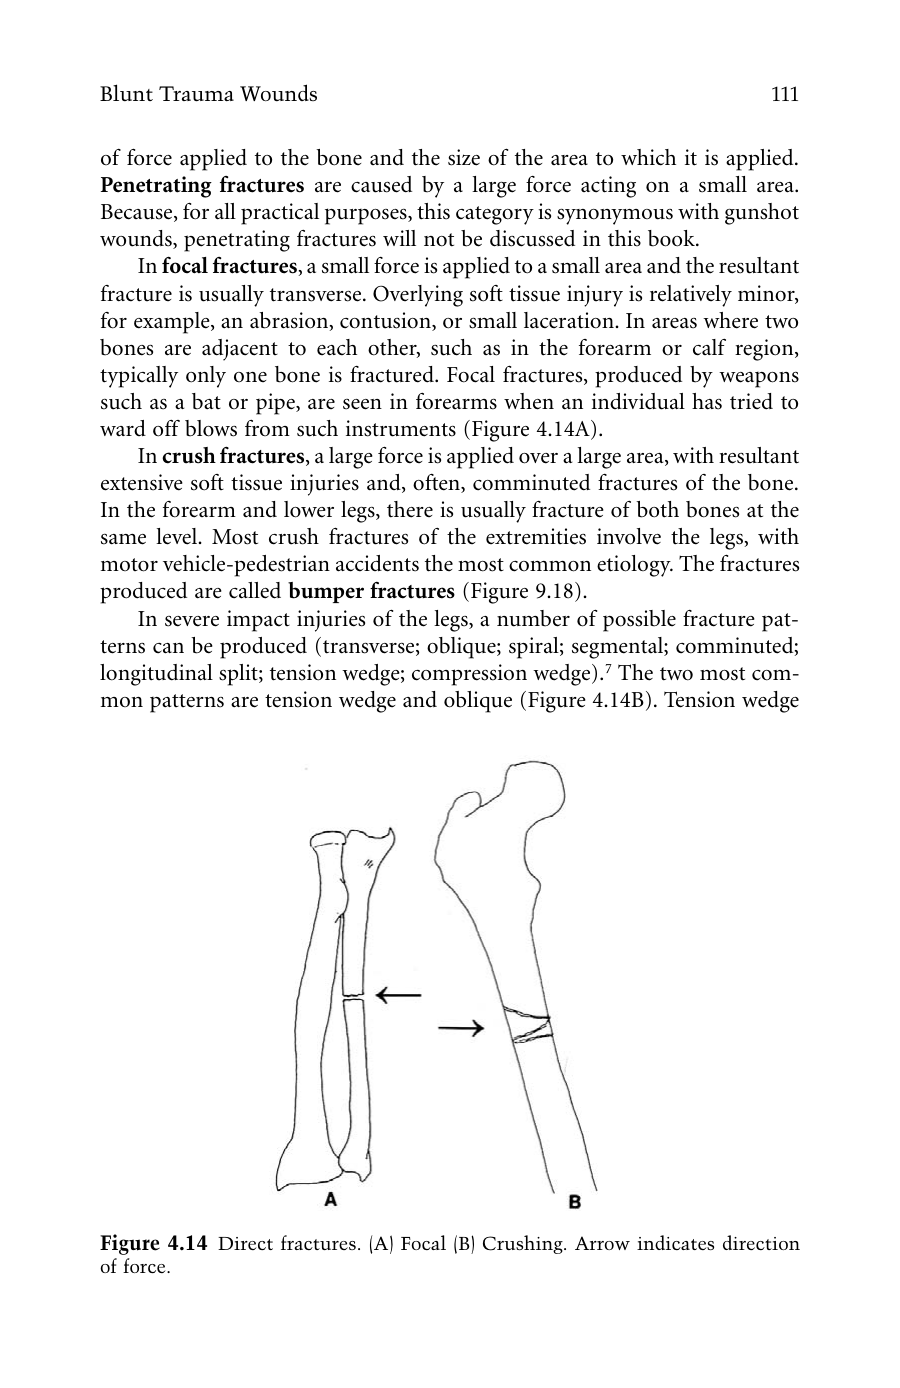 Blunt Trauma Wounds 111
of force applied to the bone and the size of the area to which it is applied.
Penetrating fractures are caused by a large force acting on a small area.
Because, for all practical purposes, this category is synonymous with gunshot
wounds, penetrating fractures will not be discussed in this book.
In focal fractures, a small force is applied to a small area and the resultant
fracture is usually transverse. Overlying soft tissue injury is relatively minor,
for example, an abrasion, contusion, or small laceration. In areas where two
bones are adjacent to each other, such as in the forearm or calf region,
typically only one bone is fractured. Focal fractures, produced by weapons
such as a bat or pipe, are seen in forearms when an individual has tried to
ward off blows from such instruments (Figure 4.14A).
In crush fractures, a large force is applied over a large area, with resultant
extensive soft tissue injuries and, often, comminuted fractures of the bone.
In the forearm and lower legs, there is usually fracture of both bones at the
same level. Most crush fractures of the extremities involve the legs, with
motor vehicle-pedestrian accidents the most common etiology. The fractures
produced are called bumper fractures (Figure 9.18).
In severe impact injuries of the legs, a number of possible fracture pat-
terns can be produced (transverse; oblique; spiral; segmental; comminuted;
longitudinal split; tension wedge; compression wedge).⁷ The two most com-
mon patterns are tension wedge and oblique (Figure 4.14B). Tension wedge
A B
Figure 4.14 Direct fractures. (A) Focal (B) Crushing. Arrow indicates direction
of force.